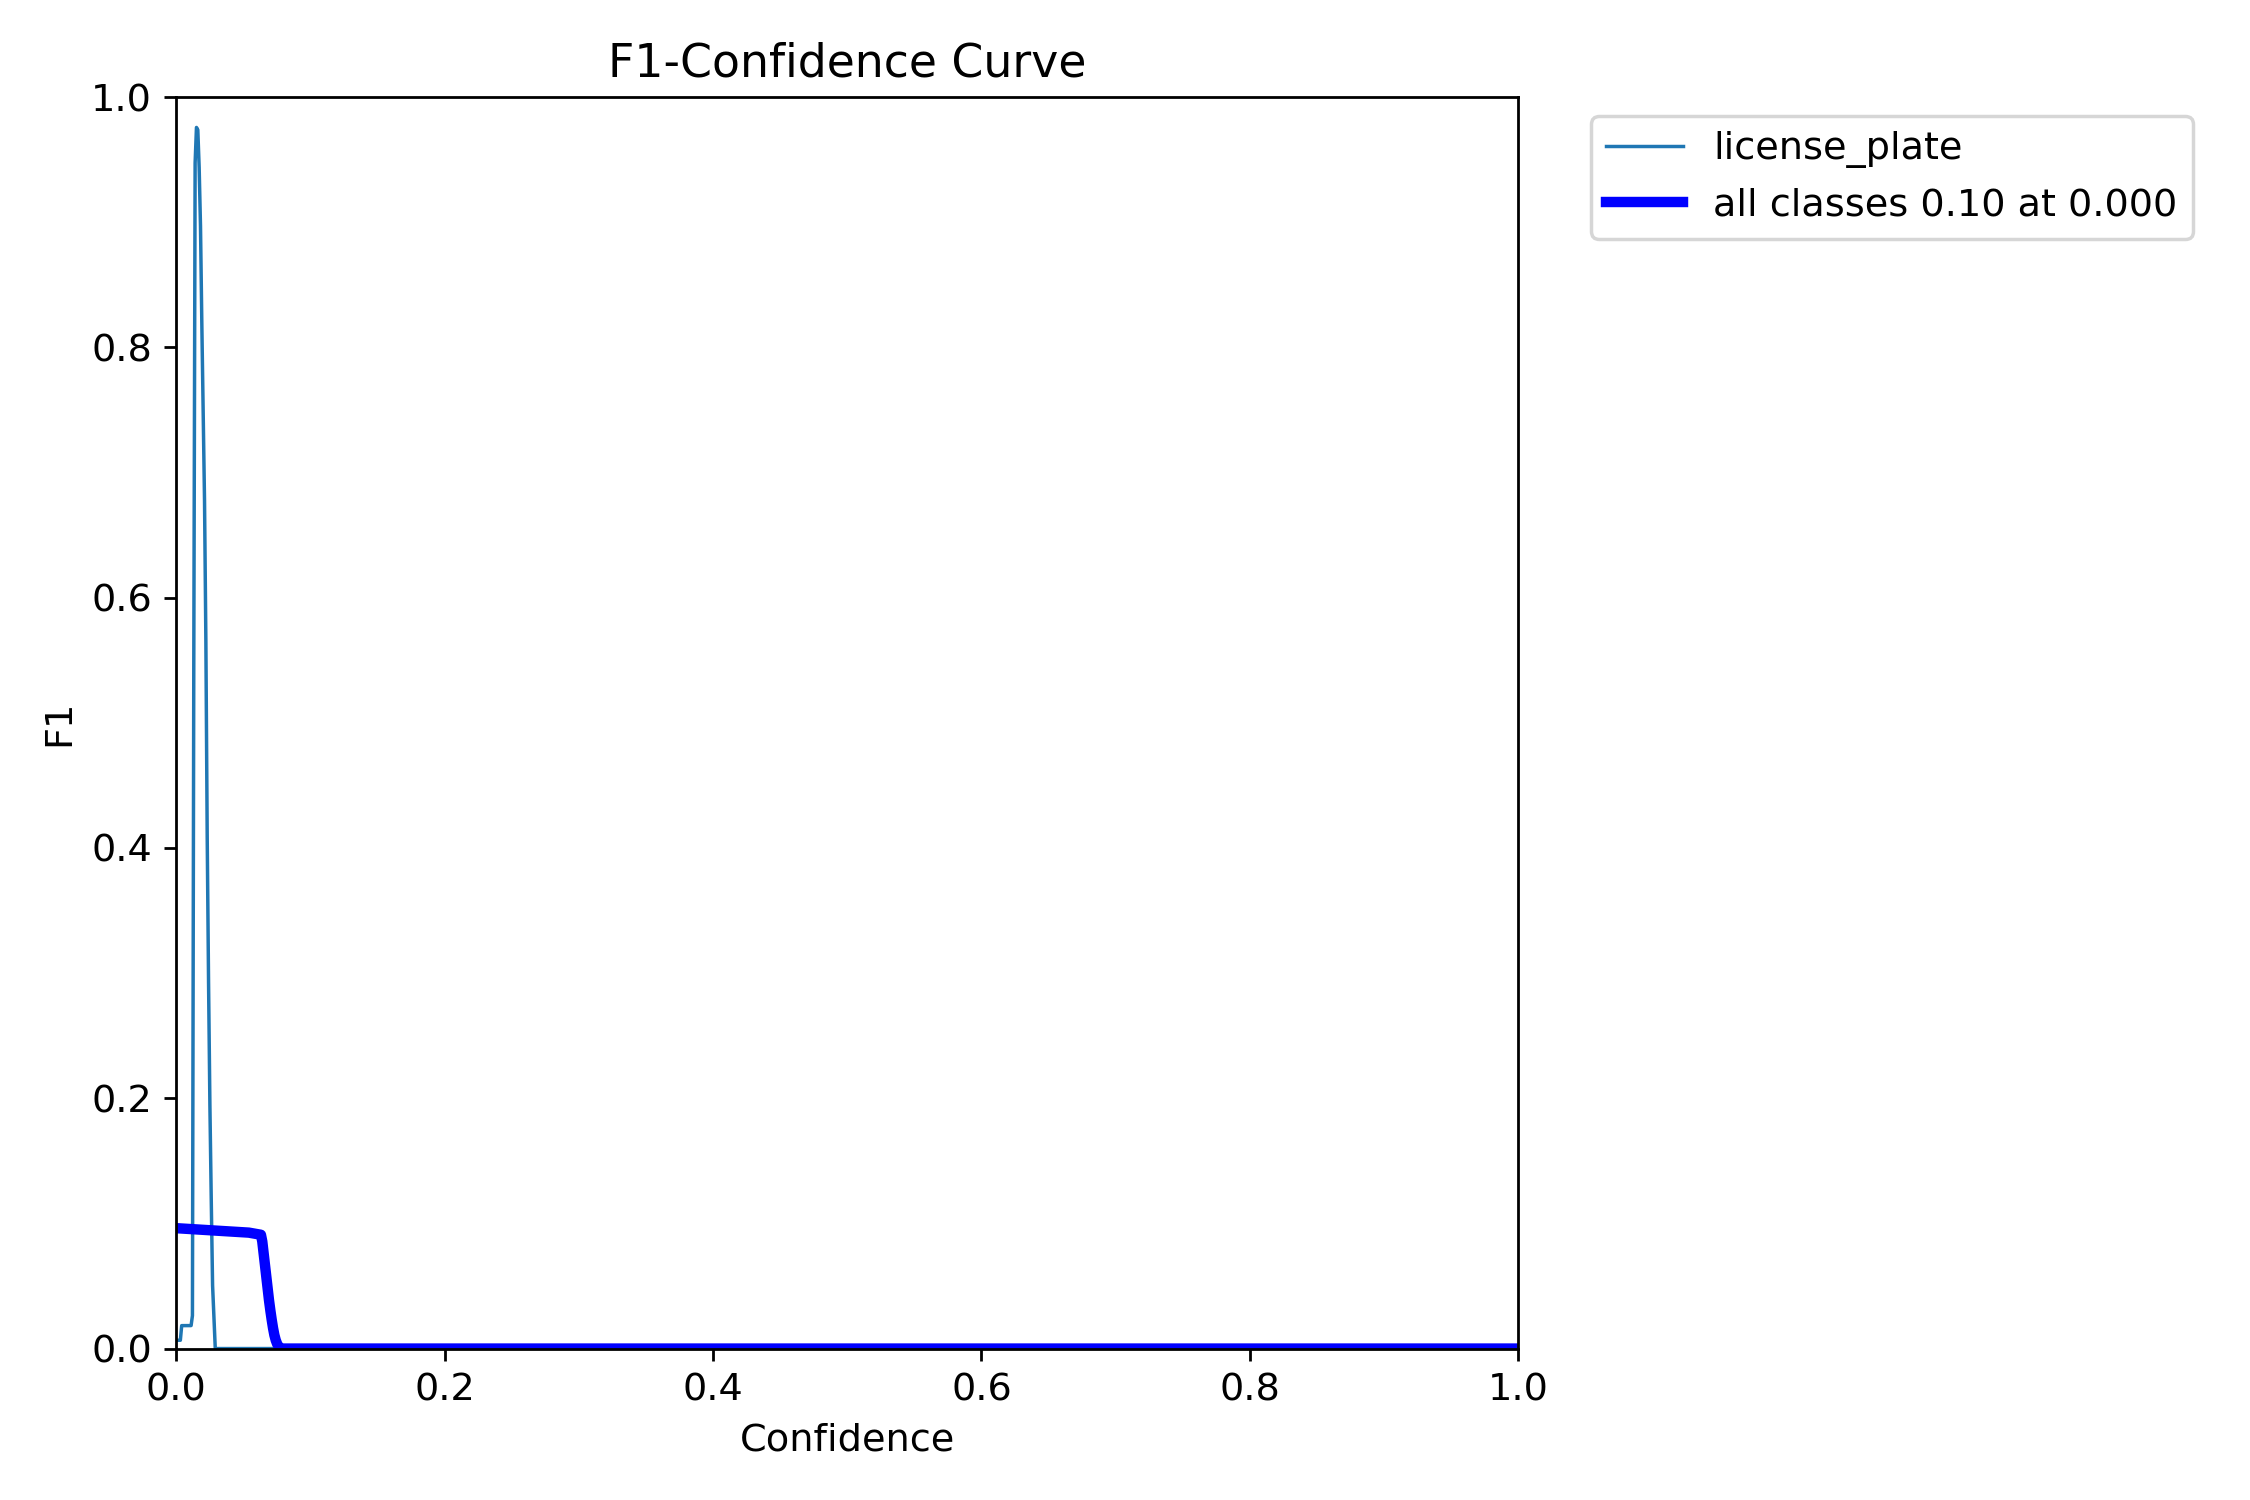 F1-Confidence Curve
1.0
0.8
0.6
0.4
0.2
0.0
F1
0.0 0.2 0.4 0.6 0.8 1.0
Confidence
license_plate
all classes 0.10 at 0.000